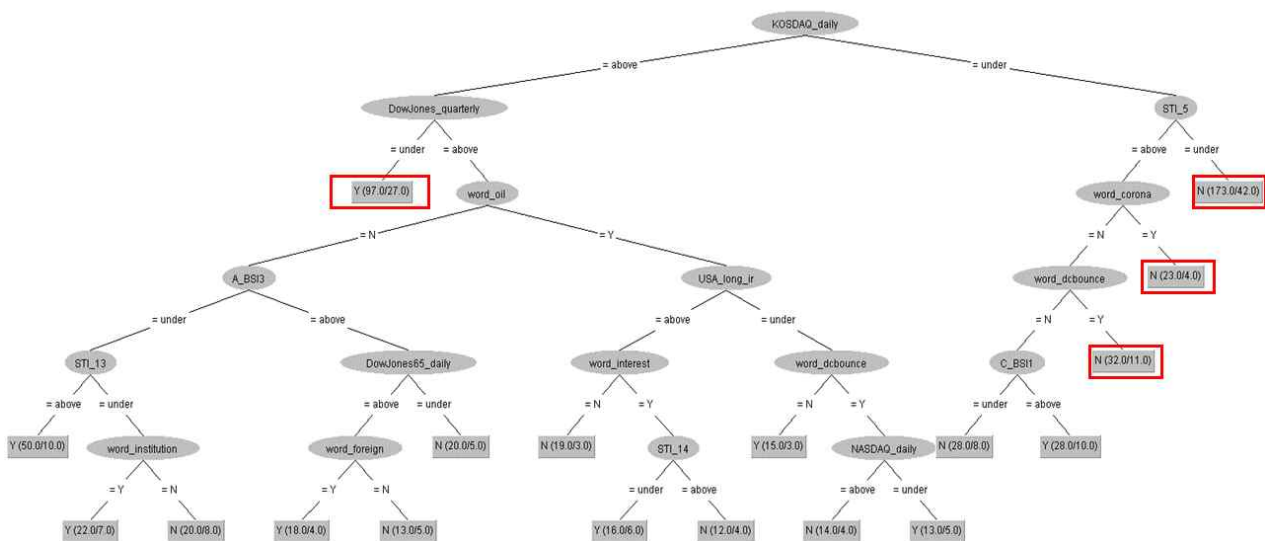 KOSDAQ_daily
= above
= under
DowJones_quarterly
STI_5
= under
= above
= above
= under
Y (97.0/27.0)
word_oil
word_corona
N (173.0/42.0)
= N
= Y
= N
= Y
A_BSI3
USA_long_ir
word_dcbounce
N (23.0/4.0)
= under
= above
= above
= under
= N
= Y
STI_13
DowJones65_daily
word_interest
word_dcbounce
C_BSI1
N (32.0/11.0)
= above
= under
= above
= under
= N
= Y
= N
= Y
= under
= above
Y (50.0/10.0)
word_institution
word_foreign
N (20.0/5.0)
N (19.0/3.0)
STI_14
Y (15.0/3.0)
NASDAQ_daily
N (28.0/8.0)
Y (28.0/10.0)
= Y
= N
= Y
= N
= under
= above
= above
= under
Y (22.0/7.0)
N (20.0/8.0)
Y (18.0/4.0)
N (13.0/5.0)
Y (16.0/6.0)
N (12.0/4.0)
N (14.0/4.0)
Y (13.0/5.0)